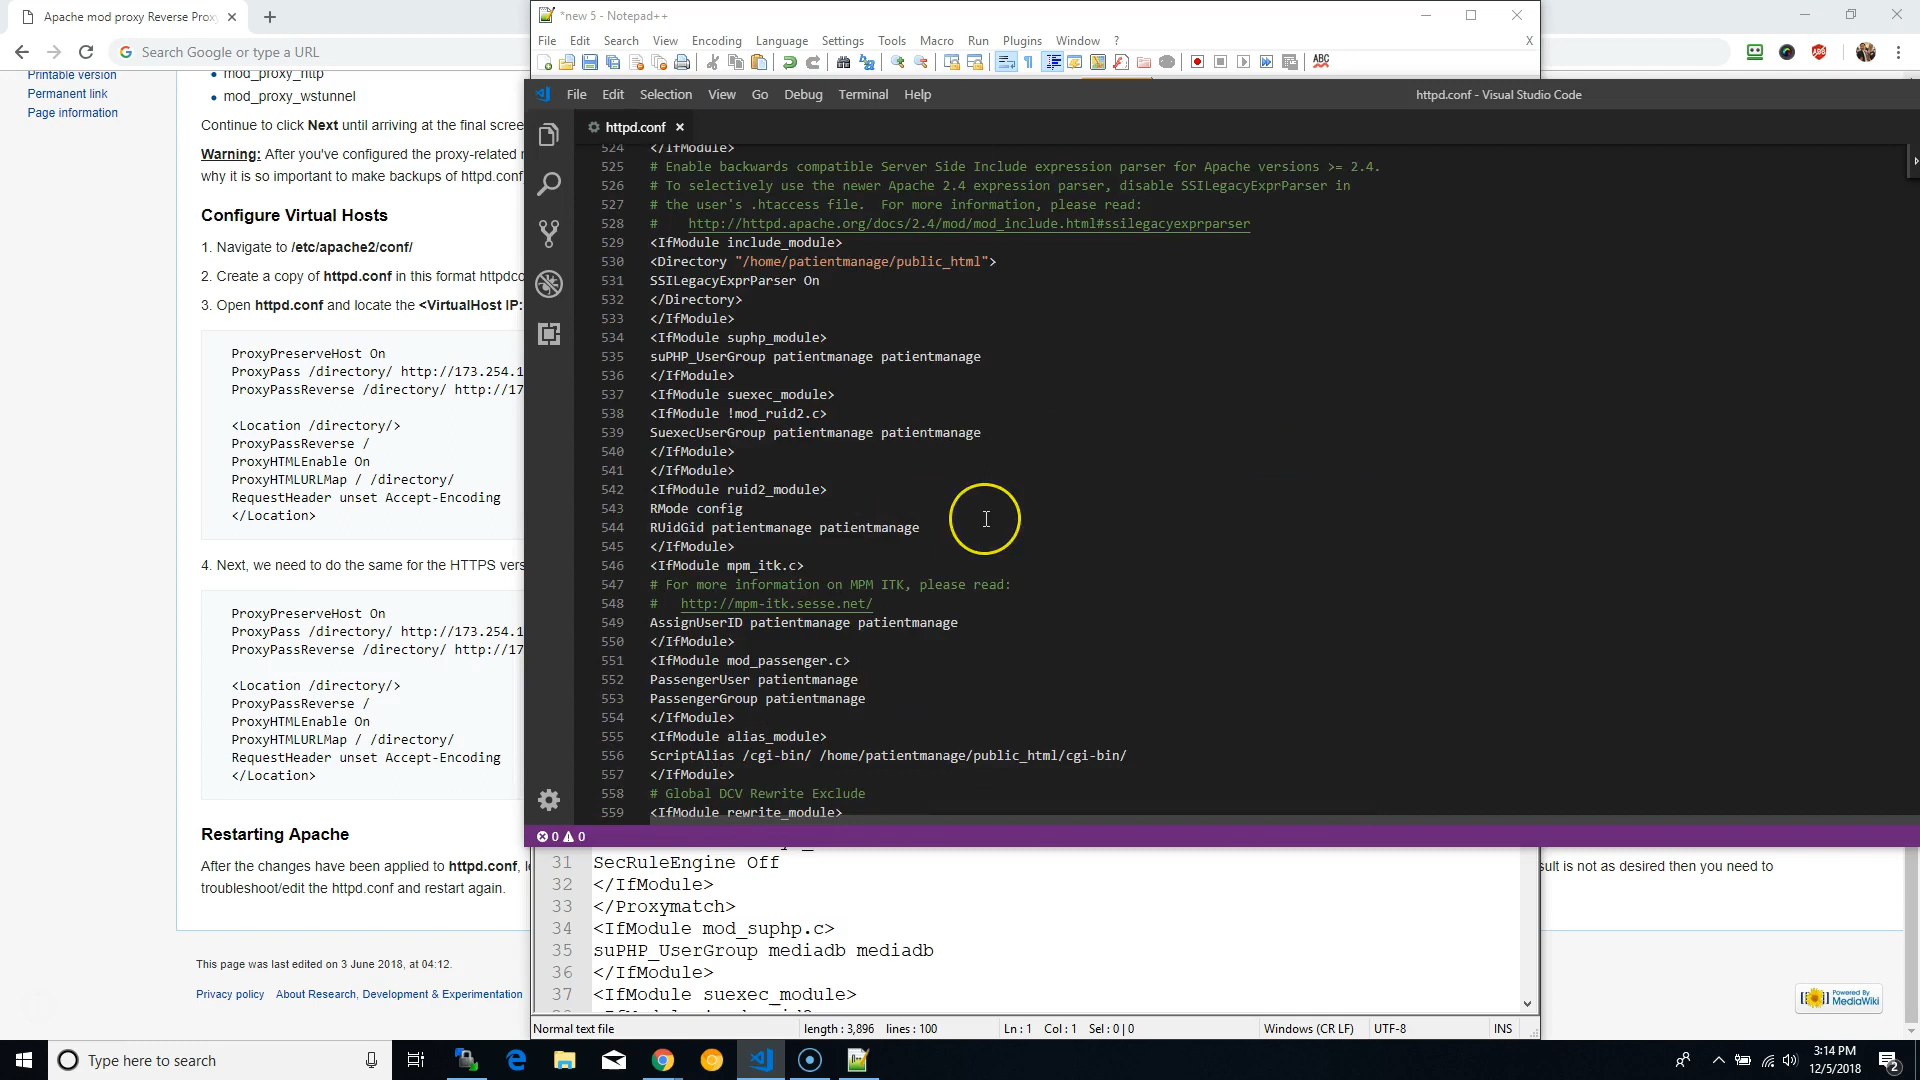 Apache mod proxy Reverse Prox
Search Google or type a URL
Printable version
Permanent link
Page information
mod_proxy_http
mod_proxy_wstunnel
Continue to click Next until arriving at the final scree
Warning: After you've configured the proxy-related
why it is so important to make backups of httpd.conf
Configure Virtual Hosts
1. Navigate to /etc/apache2/conf/
2. Create a copy of httpd.conf in this format httpdco
3. Open httpd.conf and locate the <VirtualHost IP:
ProxyPreserveHost On
ProxyPass /directory/ http://173.254.1
ProxyPassReverse /directory/ http://17
<Location /directory/>
ProxyPassReverse /
ProxyHTMLEnable On
ProxyHTMLURLMap / /directory/
RequestHeader unset Accept-Encoding
</Location>
4. Next, we need to do the same for the HTTPS vers
ProxyPreserveHost On
ProxyPass /directory/ http://173.254.1
ProxyPassReverse /directory/ http://17
<Location /directory/>
ProxyPassReverse /
ProxyHTMLEnable On
ProxyHTMLURLMap / /directory/
RequestHeader unset Accept-Encoding
</Location>
Restarting Apache
After the changes have been applied to httpd.conf, l
sult is not as desired then you need to
troubleshoot/edit the httpd.conf and restart again.
This page was last edited on 3 June 2018, at 04:12.
Privacy policy About Research, Development & Experimentation
Powered By
MediaWiki
*new 5 - Notepad++
File Edit Search View Encoding Language Settings Tools Macro Run Plugins Window ? X
ABC
File Edit Selection View Go Debug Terminal Help
httpd.conf - Visual Studio Code
httpd.conf
524 </IfModule>
525 # Enable backwards compatible Server Side Include expression parser for Apache versions >= 2.4.
526 # To selectively use the newer Apache 2.4 expression parser, disable SSILegacyExprParser in
527 # the user's .htaccess file. For more information, please read:
528 # http://httpd.apache.org/docs/2.4/mod/mod_include.html#ssilegacyexprparser
529 <IfModule include_module>
530 <Directory "/home/patientmanage/public_html">
531 SSILegacyExprParser On
532 </Directory>
533 </IfModule>
534 <IfModule suphp_module>
535 suPHP_UserGroup patientmanage patientmanage
536 </IfModule>
537 <IfModule suexec_module>
538 <IfModule !mod_ruid2.c>
539 SuexecUserGroup patientmanage patientmanage
540 </IfModule>
541 </IfModule>
542 <IfModule ruid2_module>
543 RMode config
544 RUidGid patientmanage patientmanage
545 </IfModule>
546 <IfModule mpm_itk.c>
547 # For more information on MPM ITK, please read:
548 # http://mpm-itk.sesse.net/
549 AssignUserID patientmanage patientmanage
550 </IfModule>
551 <IfModule mod_passenger.c>
552 PassengerUser patientmanage
553 PassengerGroup patientmanage
554 </IfModule>
555 <IfModule alias_module>
556 ScriptAlias /cgi-bin/ /home/patientmanage/public_html/cgi-bin/
557 </IfModule>
558 # Global DCV Rewrite Exclude
559 <IfModule rewrite_module>
0 0
31 SecRuleEngine Off
32 </IfModule>
33 </Proxymatch>
34 <IfModule mod_suphp.c>
35 suPHP_UserGroup mediadb mediadb
36 </IfModule>
37 <IfModule suexec_module>
Normal text file length : 3,896 lines : 100 Ln : 1 Col : 1 Sel : 0 | 0 Windows (CR LF) UTF-8 INS
Type here to search
3:14 PM
12/5/2018
2